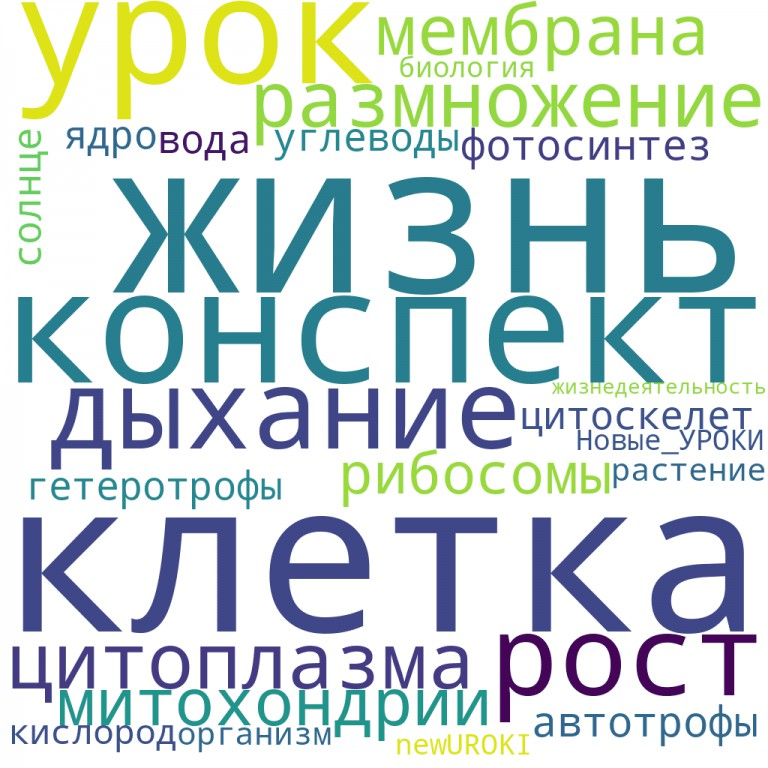 урок
мембрана
биология
размножение
ядро
вода
углеводы
фотосинтез
солнце
жизнь
конспект
жизнедеятельность
дыхание
цитоскелет
Новые_УРОКИ
рибосомы
растение
гетеротрофы
клетка
рост
цитоплазма
митохондрии
автотрофы
кислород
организм
newUROKI